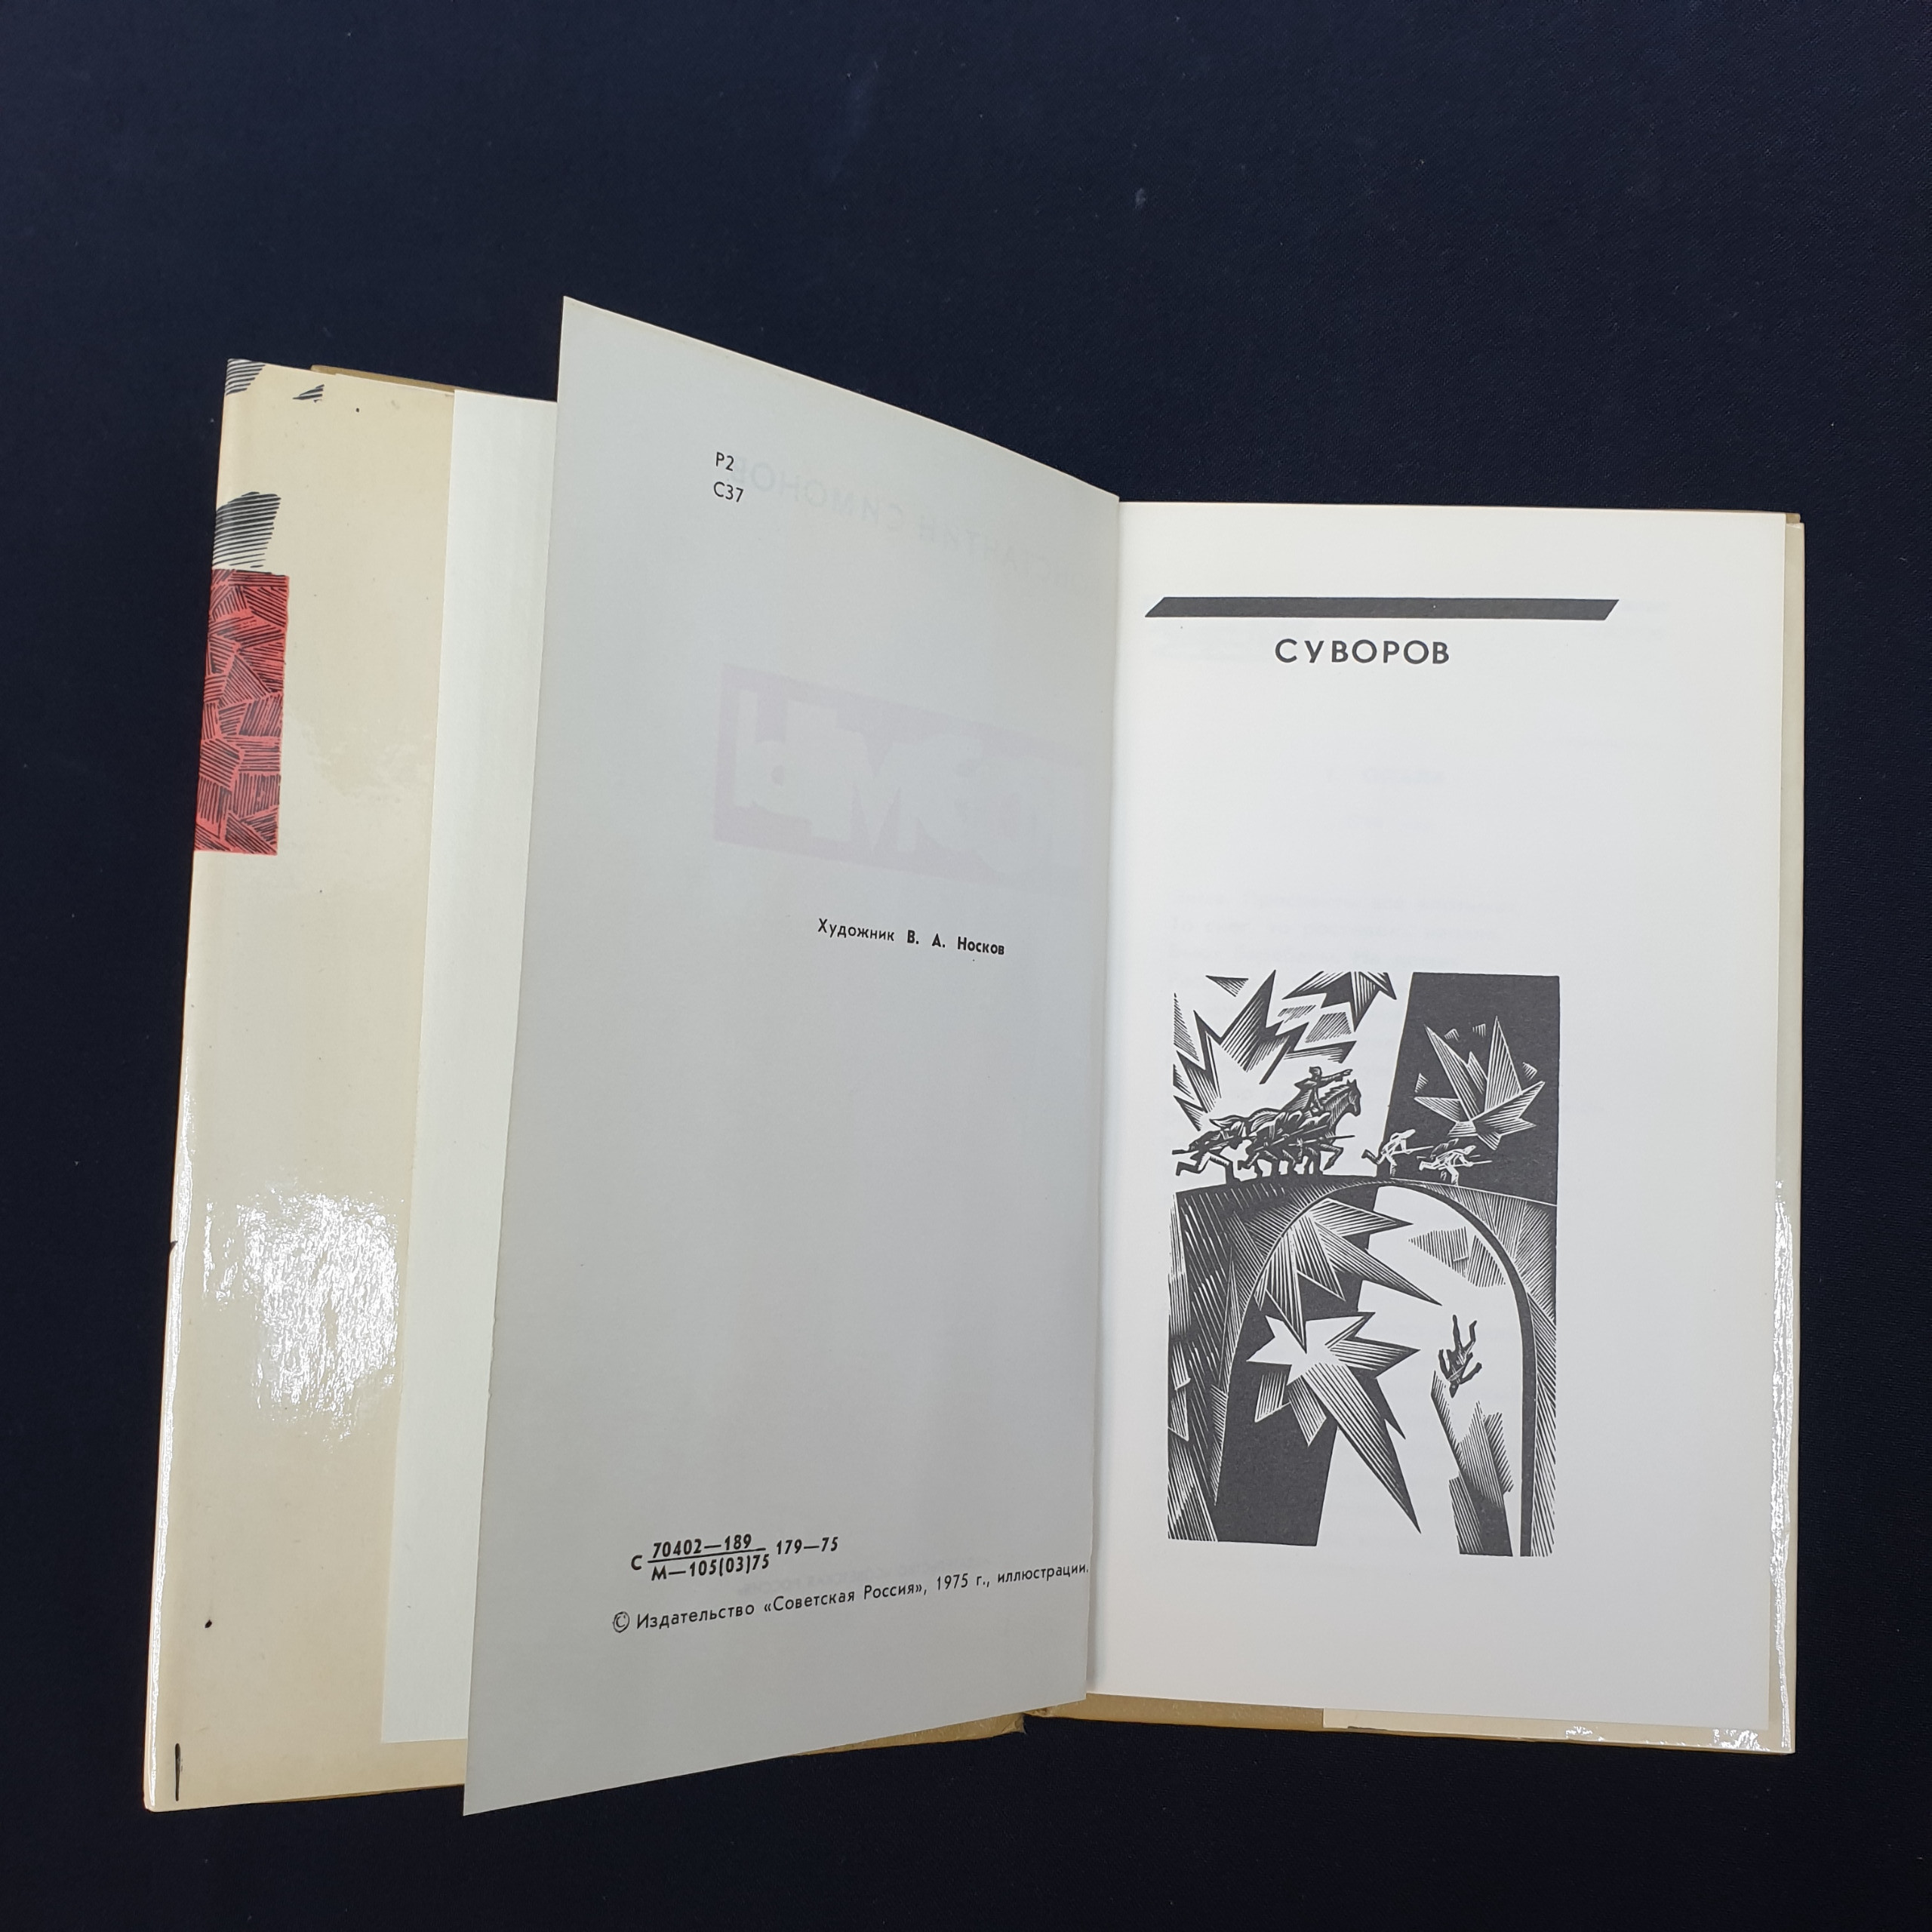 Р2
С37
Художник В. А. Носков
С 70402—189 179—75
М—105(03)75
© Издательство «Советская Россия», 1975 г., иллюстрации.
СУВОРОВ